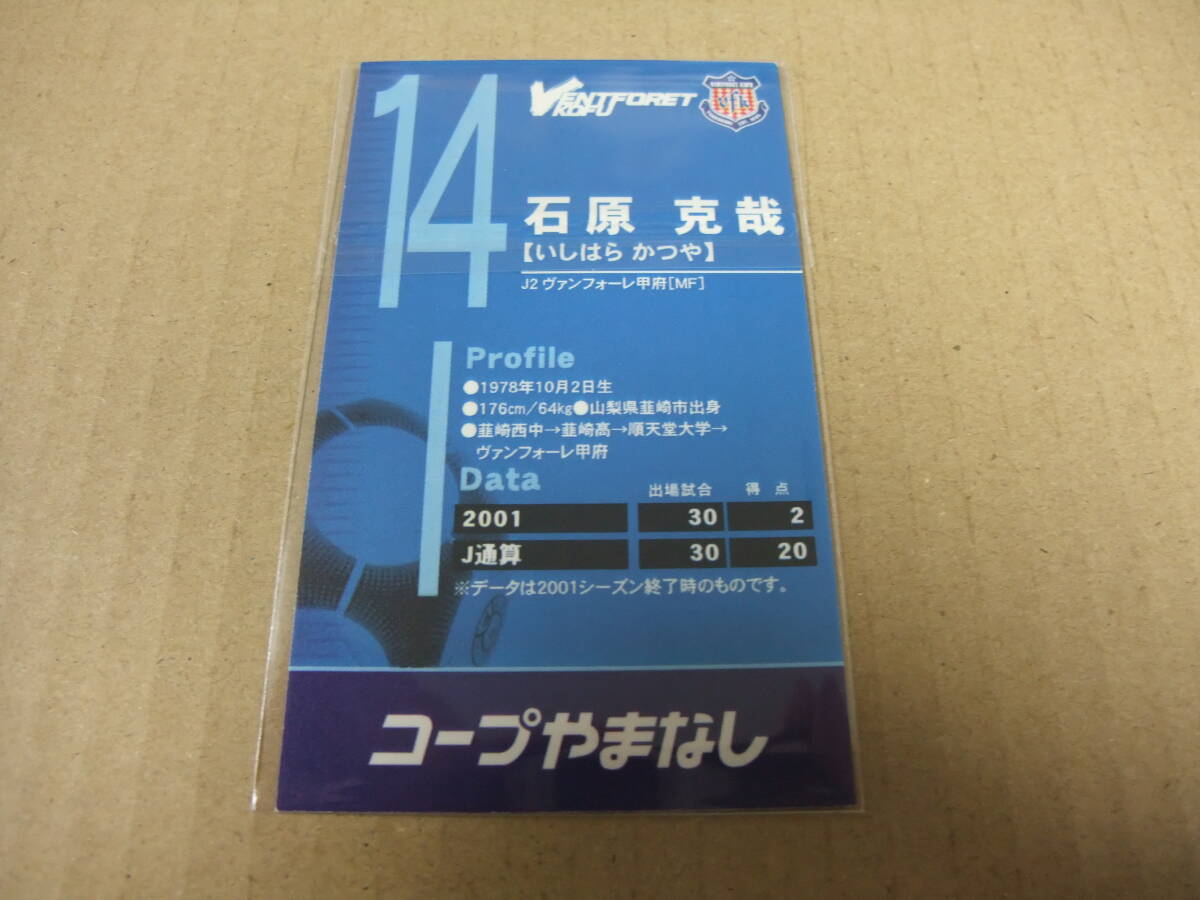 14
VENTFORET
KOFU
vfk
石原 克哉
【いしはら かつや】
J2 ヴァンフォーレ甲府[MF]
Profile
●1978年10月2日生
●176cm/64kg●山梨県韮崎市出身
●韮崎西中→韮崎高→順天堂大学→
ヴァンフォーレ甲府
Data
出場試合 得点
2001 30 2
J通算 30 20
※データは2001シーズン終了時のものです。
コープやまなし